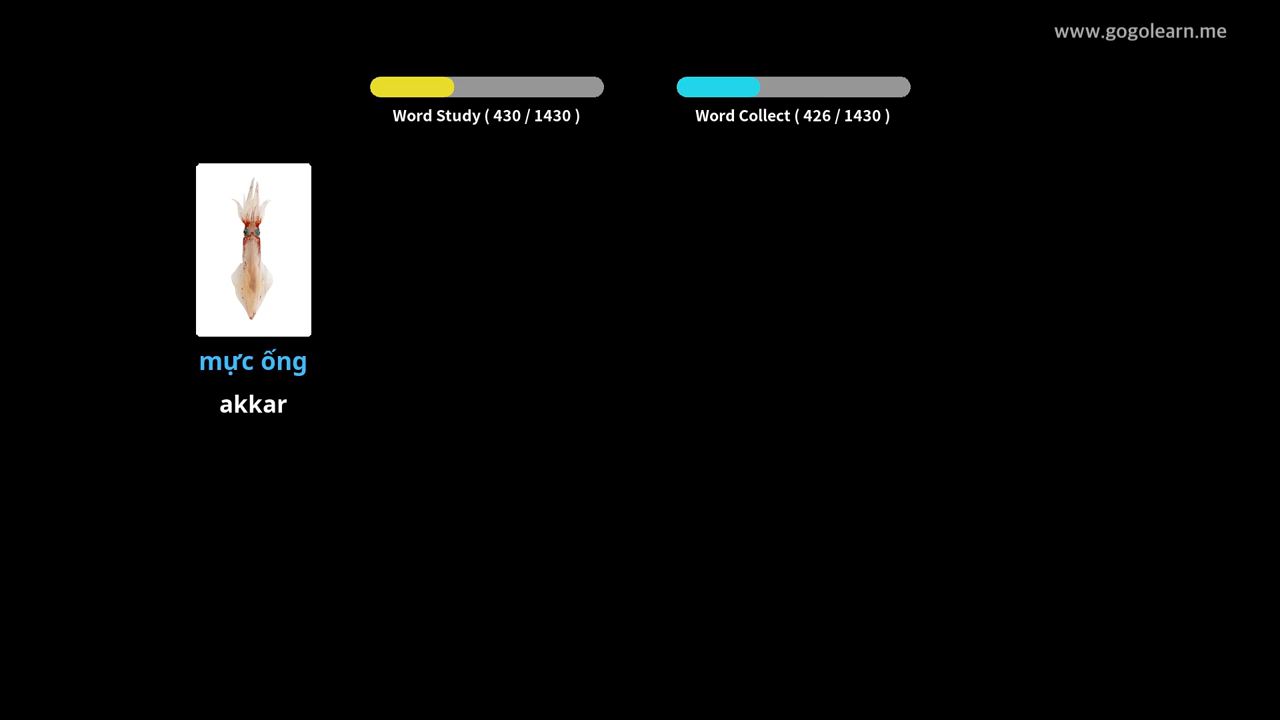 www.gogolearn.me
Word Study ( 430 / 1430 )
Word Collect ( 426 / 1430 )
mực ống
akkar